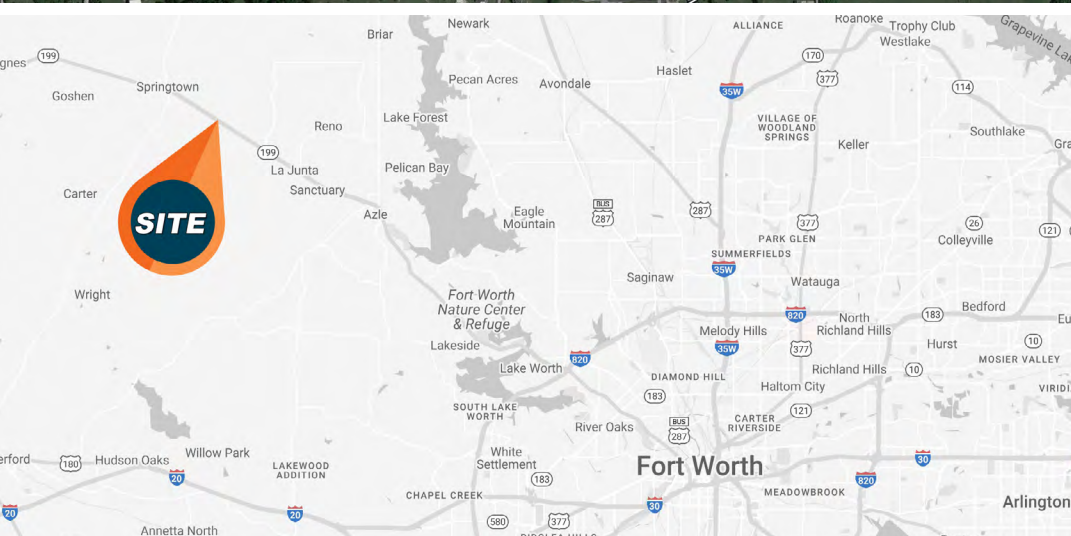 Newark
ALLIANCE
Roanoke
Trophy Club
Grapevine Lak
Briar
Westlake
199
170
gnes
Pecan Acres
Avondale
Haslet
377
Springtown
35W
114
Goshen
Lake Forest
VILLAGE OF
WOODLAND
SPRINGS
Reno
Southlake
Keller
Gra
199
La Junta
Pelican Bay
Carter
Sanctuary
SITE
Azle
Eagle
Mountain
BUS
287
287
377
26
121
PARK GLEN
Colleyville
SUMMERFIELDS
35W
Saginaw
Watauga
Wright
Fort Worth
Nature Center
& Refuge
820
North
Richland Hills
183
Bedford
Eu
Melody Hills
Lakeside
35W
377
Hurst
10
820
MOSIER VALLEY
Lake Worth
DIAMOND HILL
Richland Hills
10
Haltom City
VIRIDI
183
SOUTH LAKE
WORTH
121
CARTER
RIVERSIDE
River Oaks
BUS
287
erford
180
Hudson Oaks
Willow Park
LAKEWOOD
ADDITION
White
Settlement
Fort Worth
30
20
183
820
CHAPEL CREEK
MEADOWBROOK
30
Arlington
20
20
580
377
Annetta North